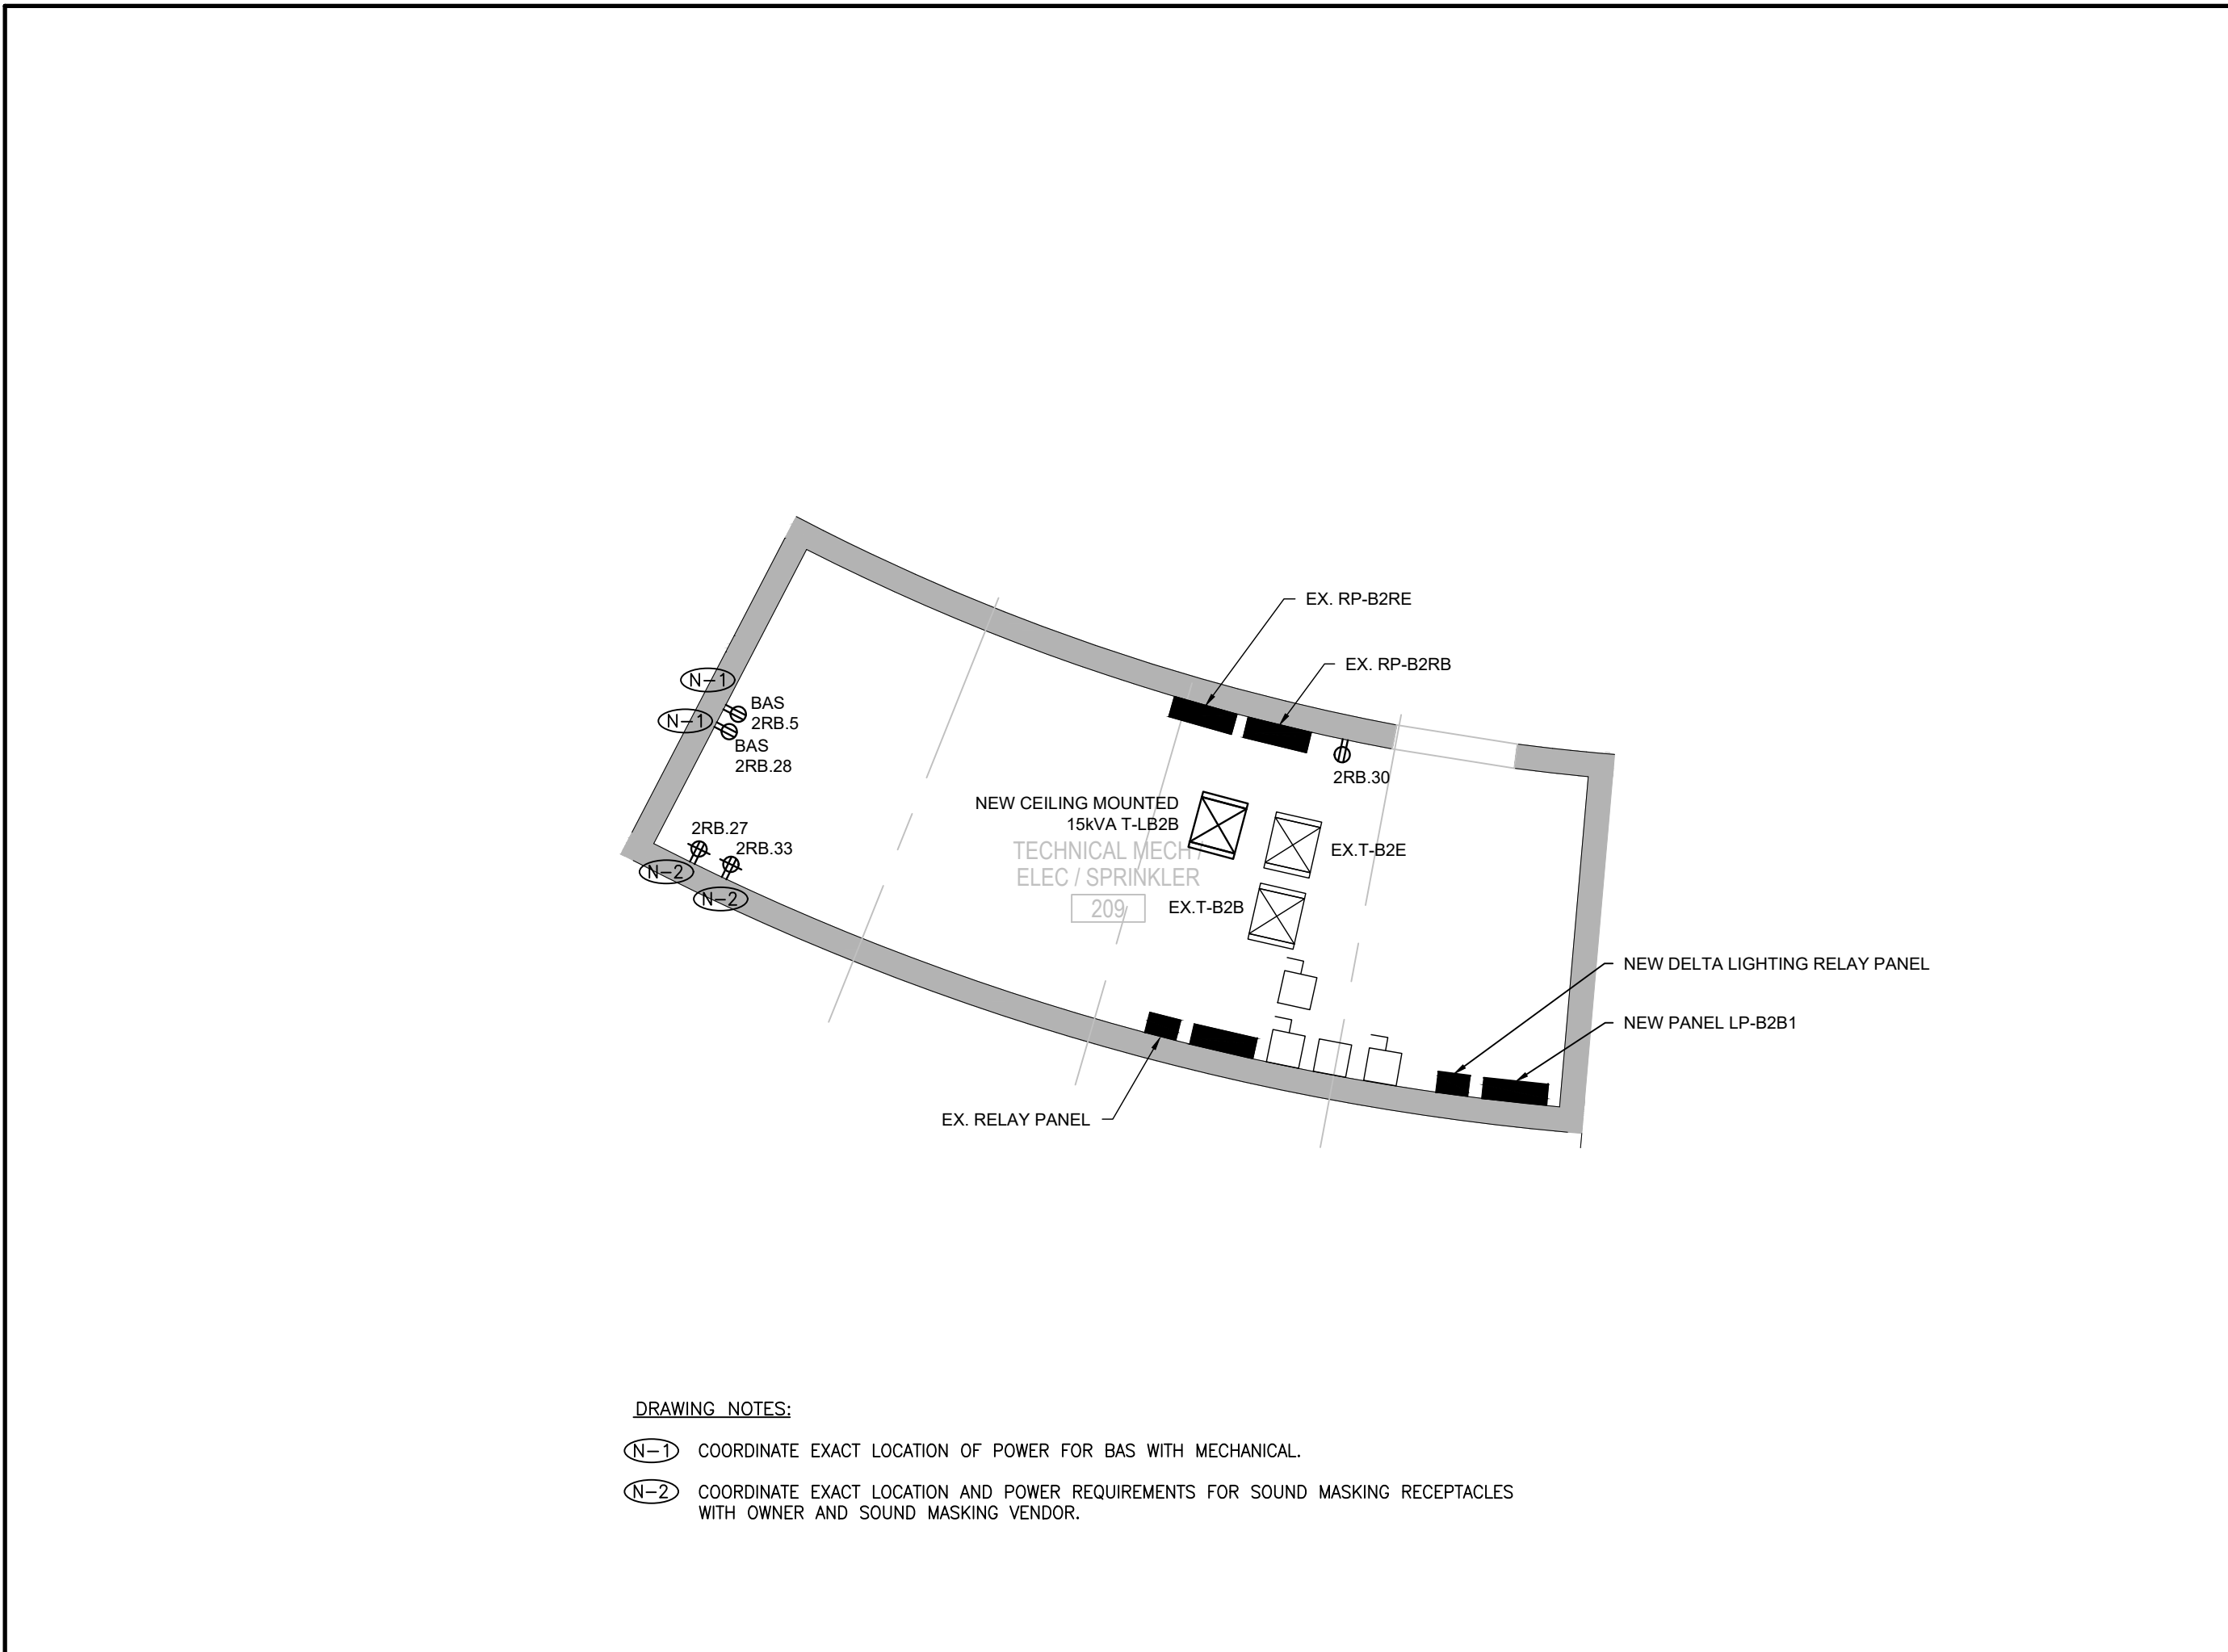 EX. RP-B2RE
EX. RP-B2RB
N-1
BAS
2RB.5
N-1
BAS
2RB.28
2RB.30
NEW CEILING MOUNTED
15kVA T-LB2B
2RB.27
2RB.33
TECHNICAL MECH /
ELEC / SPRINKLER
209
EX.T-B2E
EX.T-B2B
N-2
N-2
NEW DELTA LIGHTING RELAY PANEL
NEW PANEL LP-B2B1
EX. RELAY PANEL
DRAWING NOTES:
N-1 COORDINATE EXACT LOCATION OF POWER FOR BAS WITH MECHANICAL.
N-2 COORDINATE EXACT LOCATION AND POWER REQUIREMENTS FOR SOUND MASKING RECEPTACLES
WITH OWNER AND SOUND MASKING VENDOR.